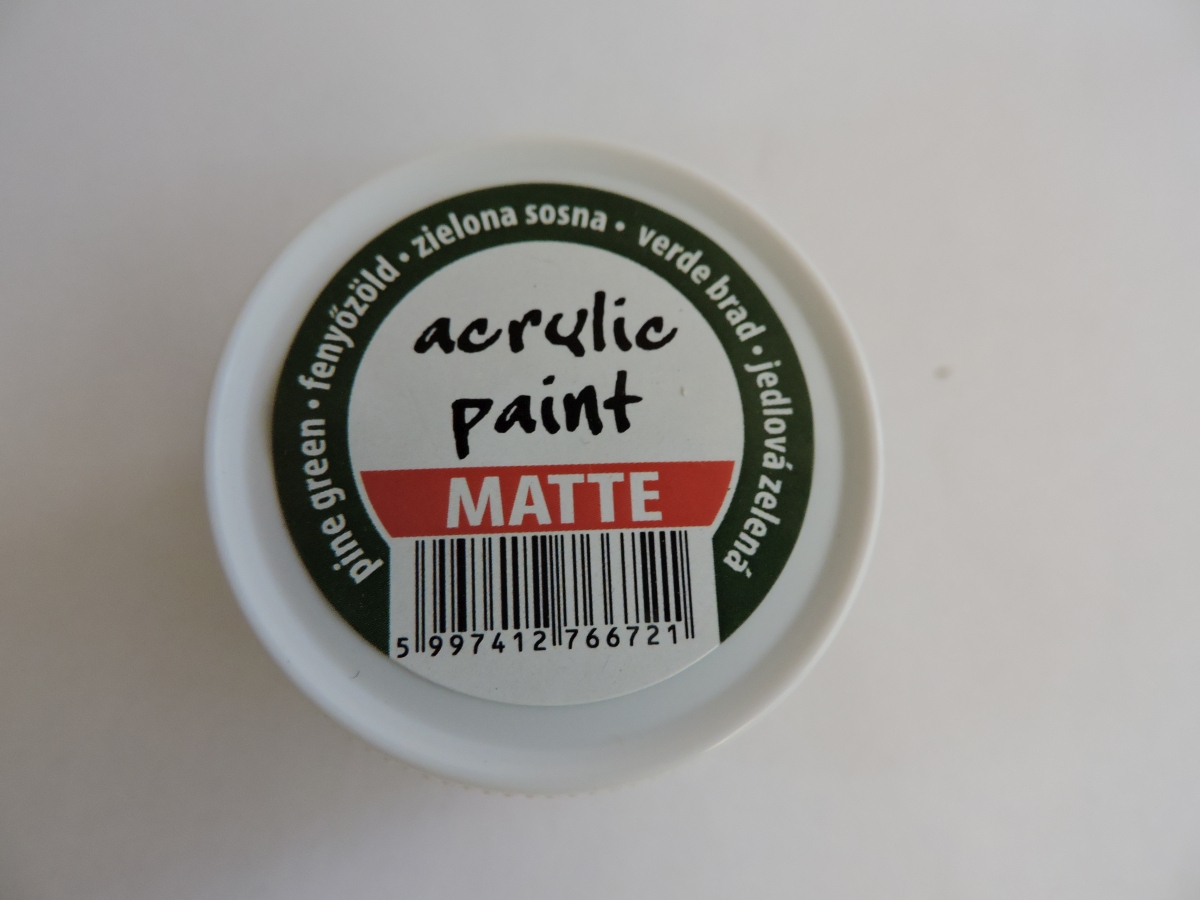 pine green • fenyőzöld • zielona sosna • verde brad • jedlová zelená
acrylic
paint
MATTE
5 997412 766721